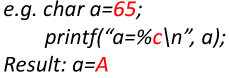 e.g. char a=65;
printf(“a=%c\n”, a);
Result: a=A